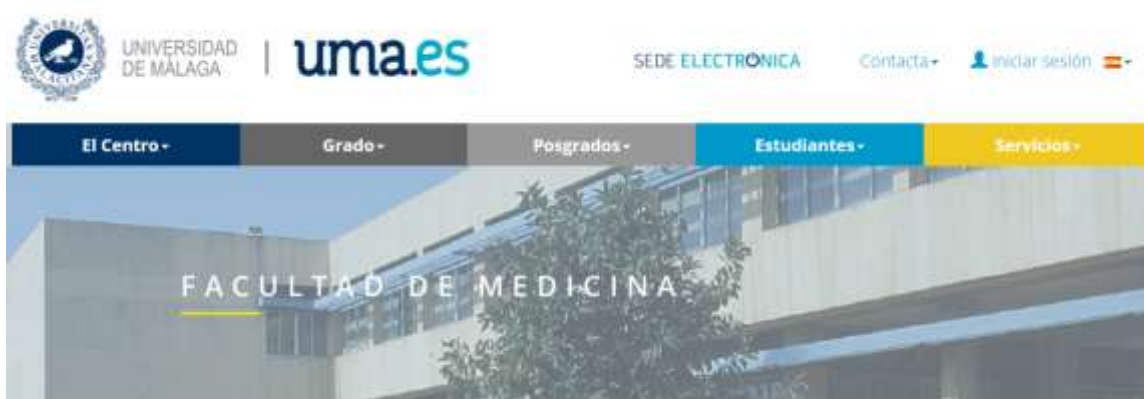 UNIVERSIDAD
DE MÁLAGA
uma.es
SEDE ELECTRÓNICA
Contacta
Iniciar sesión
El Centro
Grado
Posgrados
Estudiantes
Servicios
FACULTAD DE MEDICINA